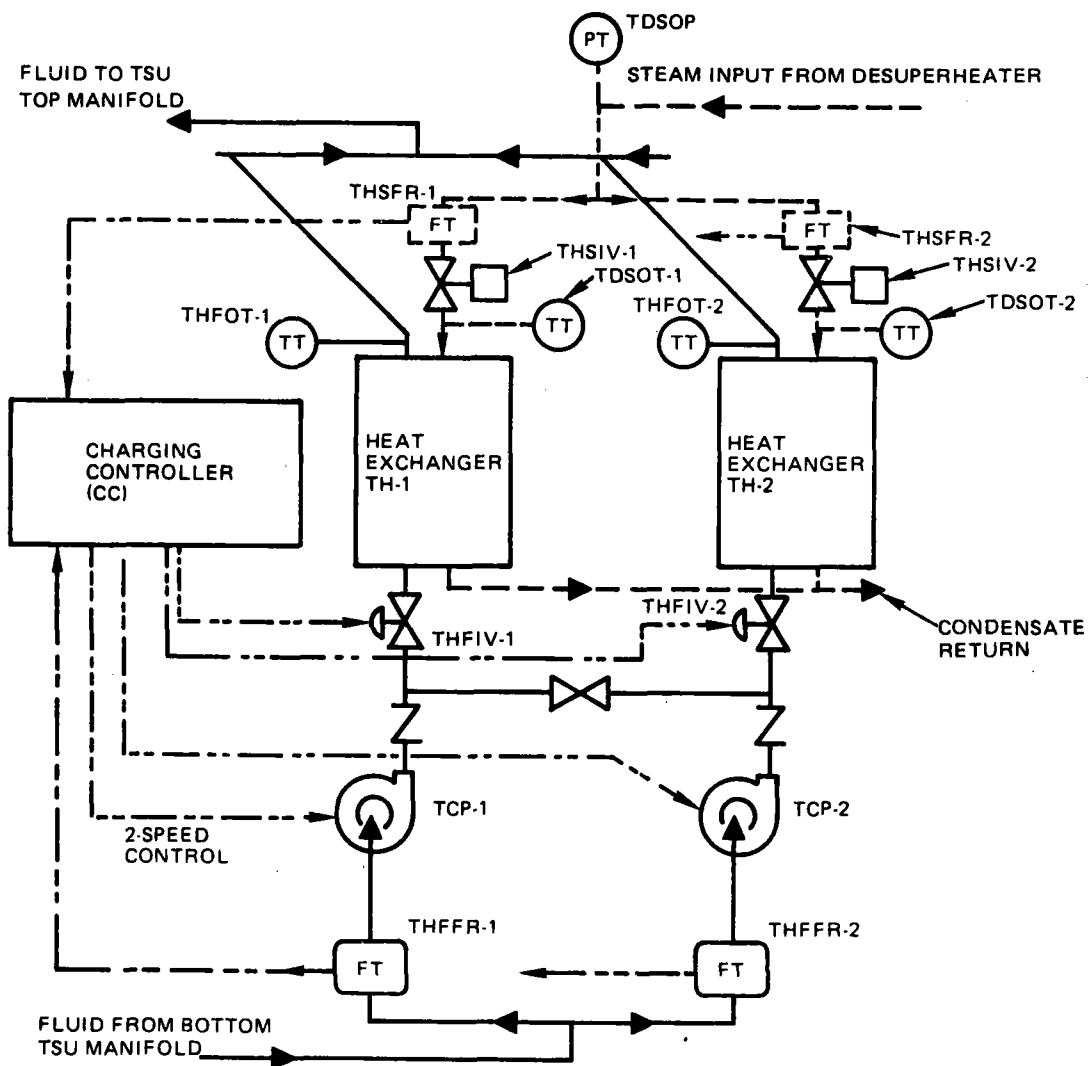 TDSOP
PT
FLUID TO TSU
TOP MANIFOLD
STEAM INPUT FROM DESUPERHEATER
THSFR-1
FT
FT
THSFR-2
THSIV-1
THSIV-2
TDSOT-1
TDSOT-2
THFOT-1
THFOT-2
TT
TT
TT
TT
CHARGING
CONTROLLER
(CC)
HEAT
EXCHANGER
TH-1
HEAT
EXCHANGER
TH-2
THFIV-1
THFIV-2
CONDENSATE
RETURN
TCP-1
TCP-2
2-SPEED
CONTROL
THFFR-1
THFFR-2
FT
FT
FLUID FROM BOTTOM
TSU MANIFOLD